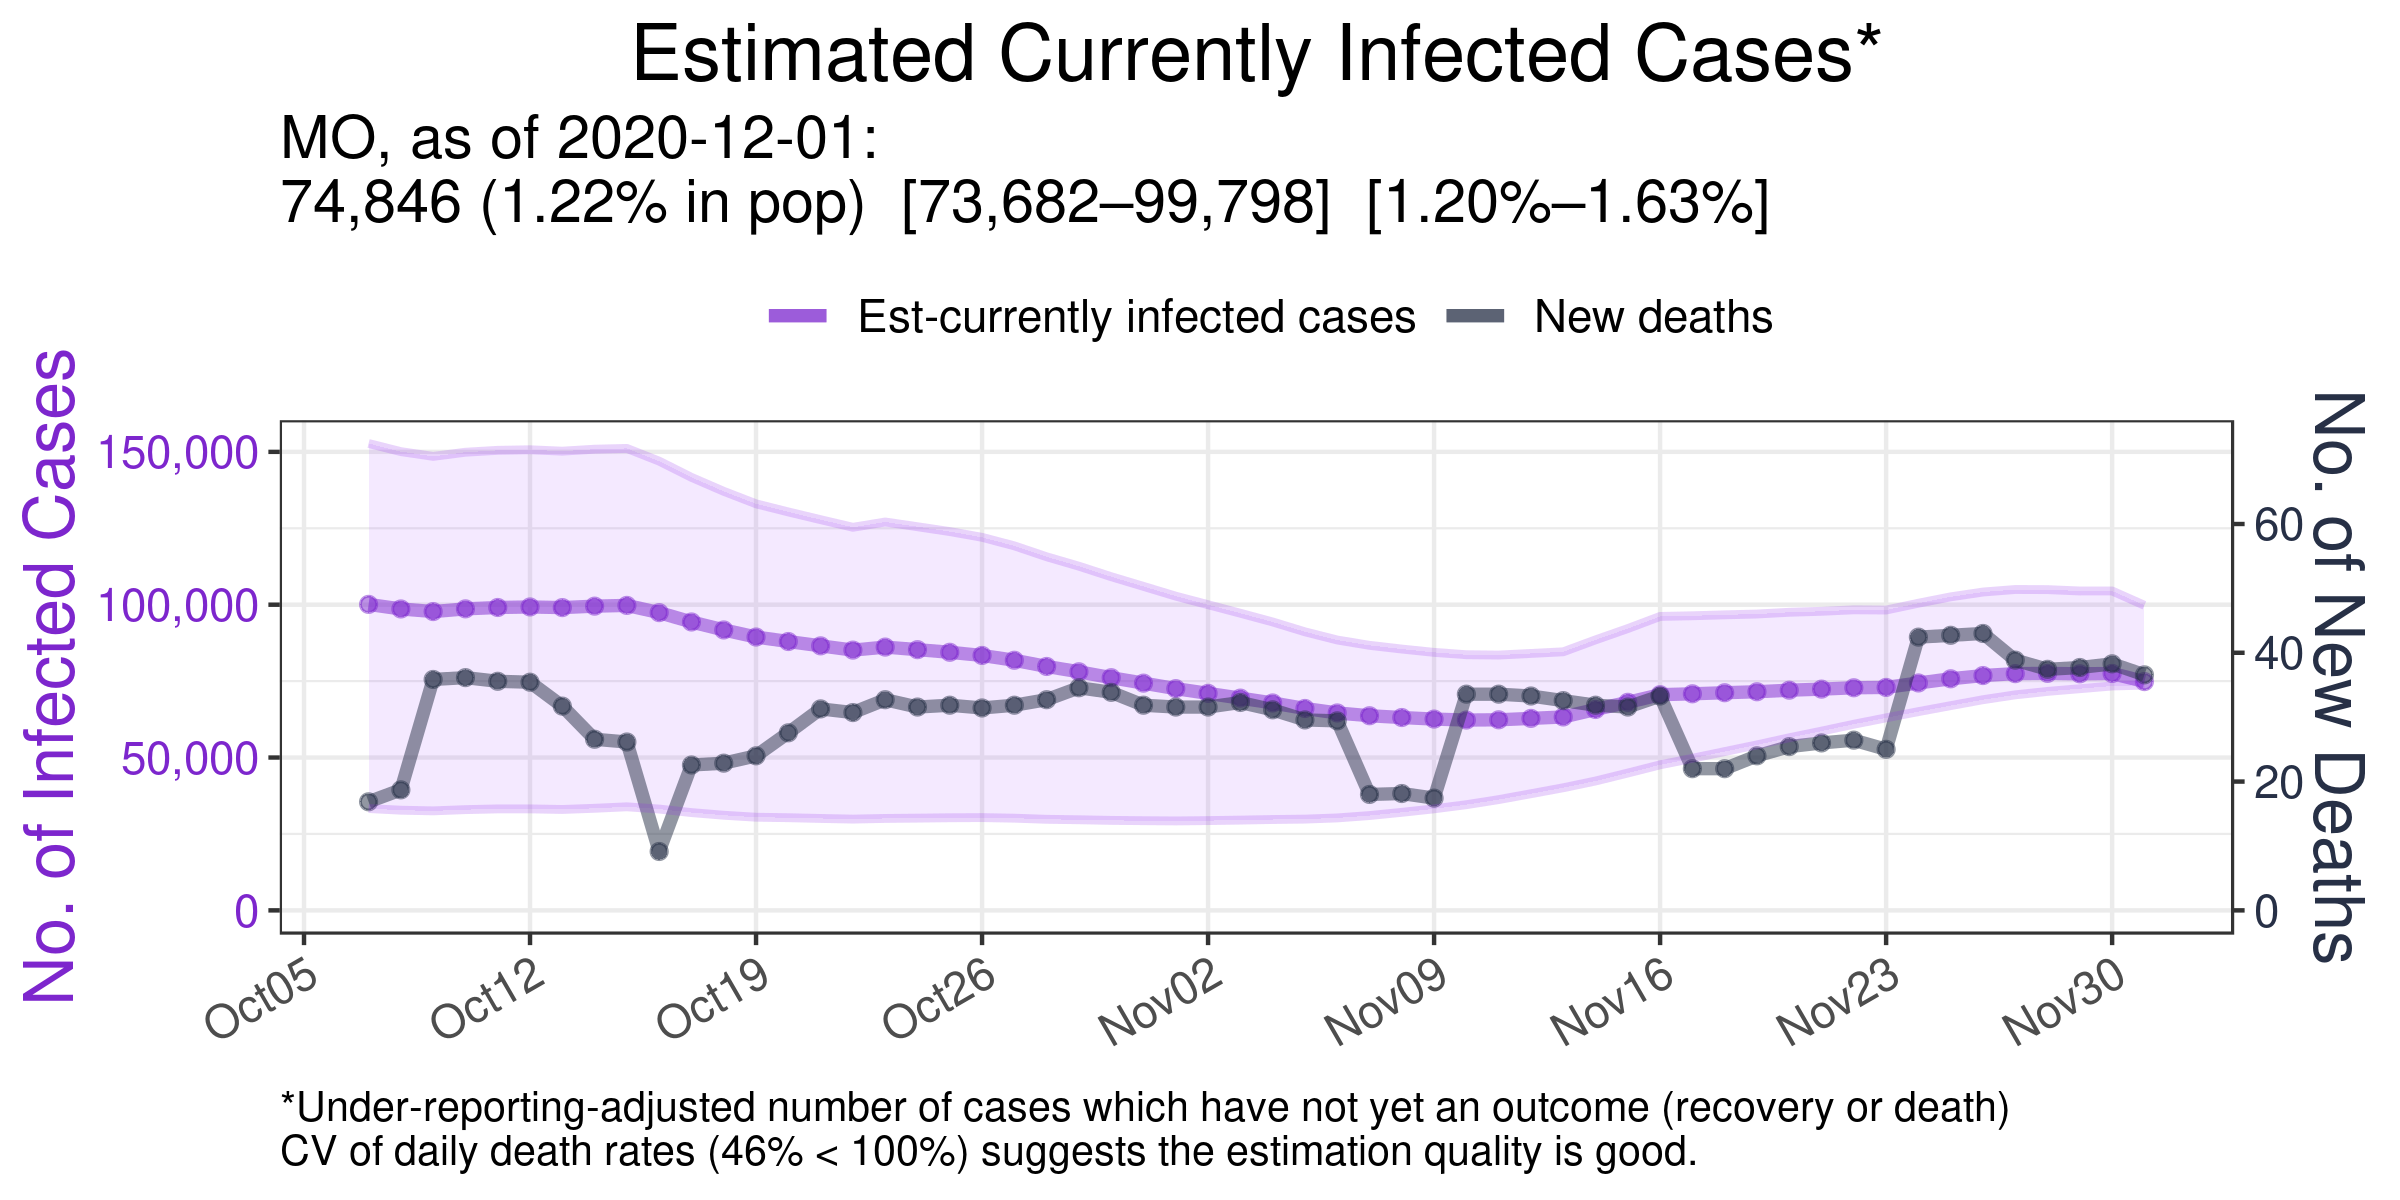 Estimated Currently Infected Cases*
MO, as of 2020-12-01:
74,846 (1.22% in pop)  [73,682–99,798]  [1.20%–1.63%]
Est-currently infected cases
New deaths
No. of Infected Cases
150,000
100,000
50,000
0
60
40
20
0
No. of New Deaths
Oct05
Oct12
Oct19
Oct26
Nov02
Nov09
Nov16
Nov23
Nov30
*Under-reporting-adjusted number of cases which have not yet an outcome (recovery or death)
CV of daily death rates (46% < 100%) suggests the estimation quality is good.